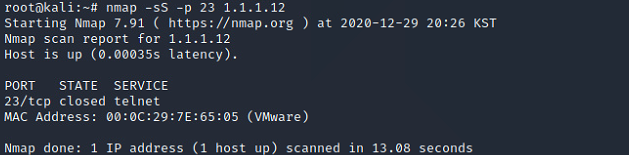 root@kali:~# nmap -sS -p 23 1.1.1.12
Starting Nmap 7.91 ( https://nmap.org ) at 2020-12-29 20:26 KST
Nmap scan report for 1.1.1.12
Host is up (0.00035s latency).
PORT   STATE  SERVICE
23/tcp closed telnet
MAC Address: 00:0C:29:7E:65:05 (VMware)
Nmap done: 1 IP address (1 host up) scanned in 13.08 seconds